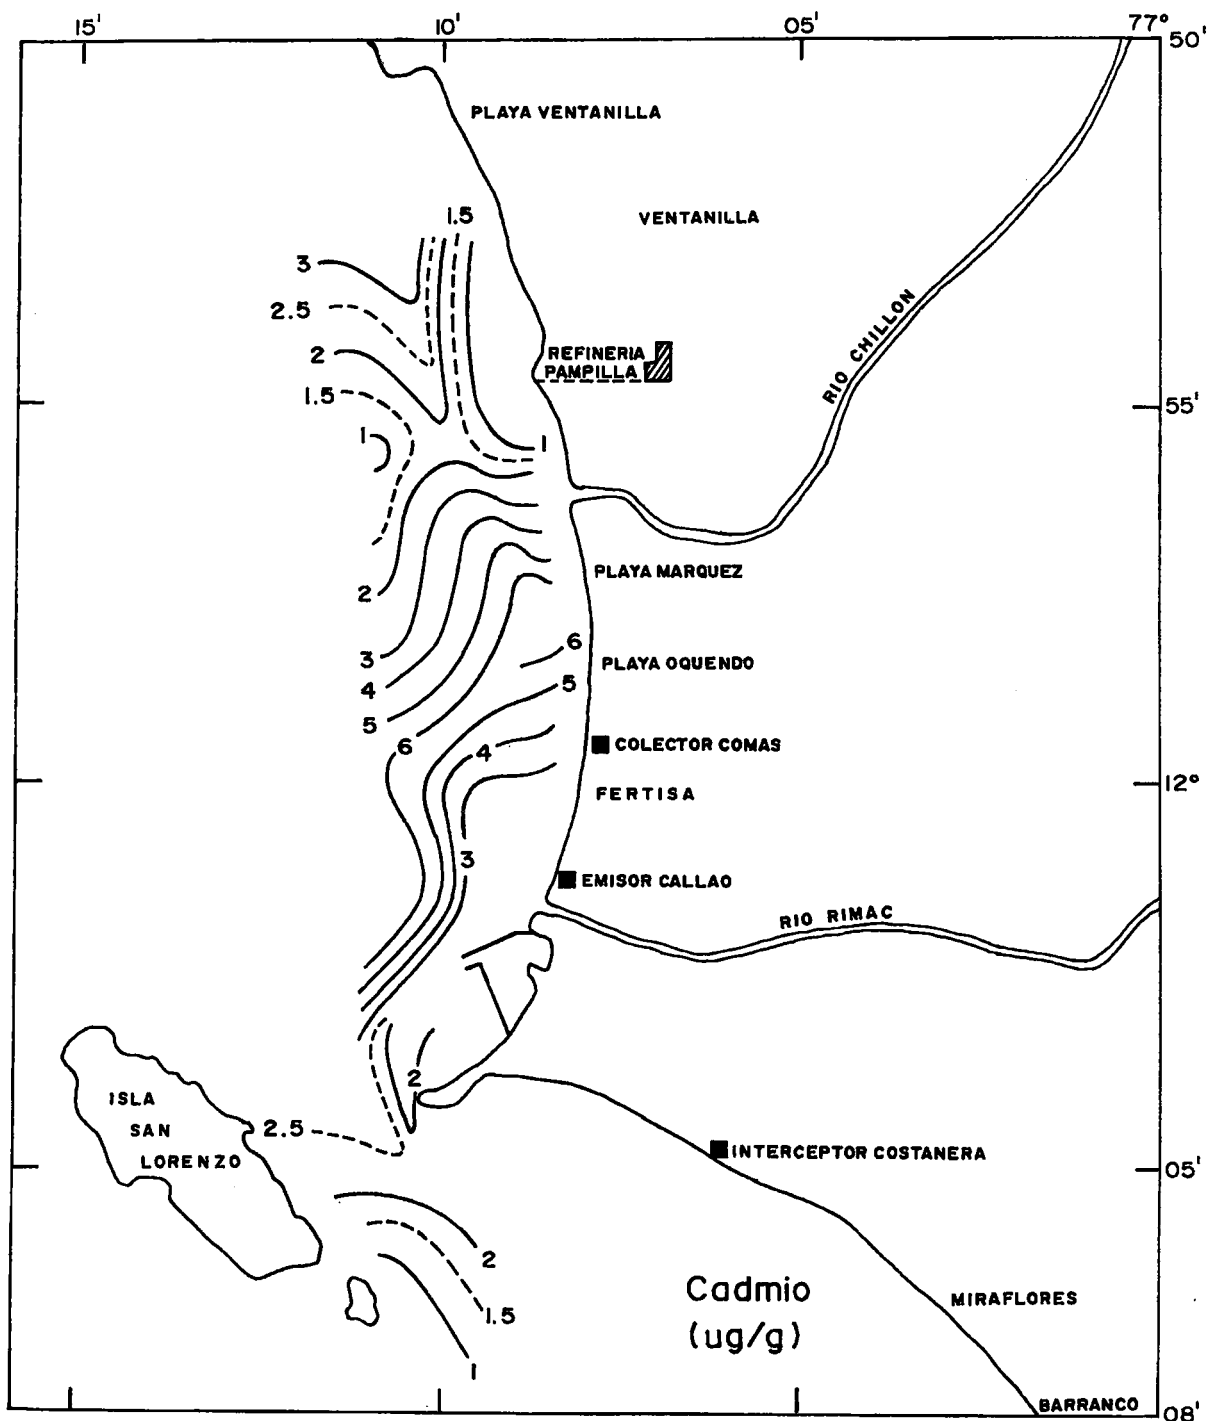 15'
10'
05'
77°
50'
PLAYA VENTANILLA
1.5
VENTANILLA
3
2.5
RIO CHILLON
REFINERIA
PAMPILLA
2
1.5
55'
1
1
PLAYA MARQUEZ
2
6
3
PLAYA OQUENDO
4
5
5
6
4
COLECTOR COMAS
12°
FERTISA
3
EMISOR CALLAO
RIO RIMAC
2
ISLA
SAN
LORENZO
2.5
INTERCEPTOR COSTANERA
05'
2
Cadmio
(ug/g)
MIRAFLORES
1.5
1
BARRANCO
08'